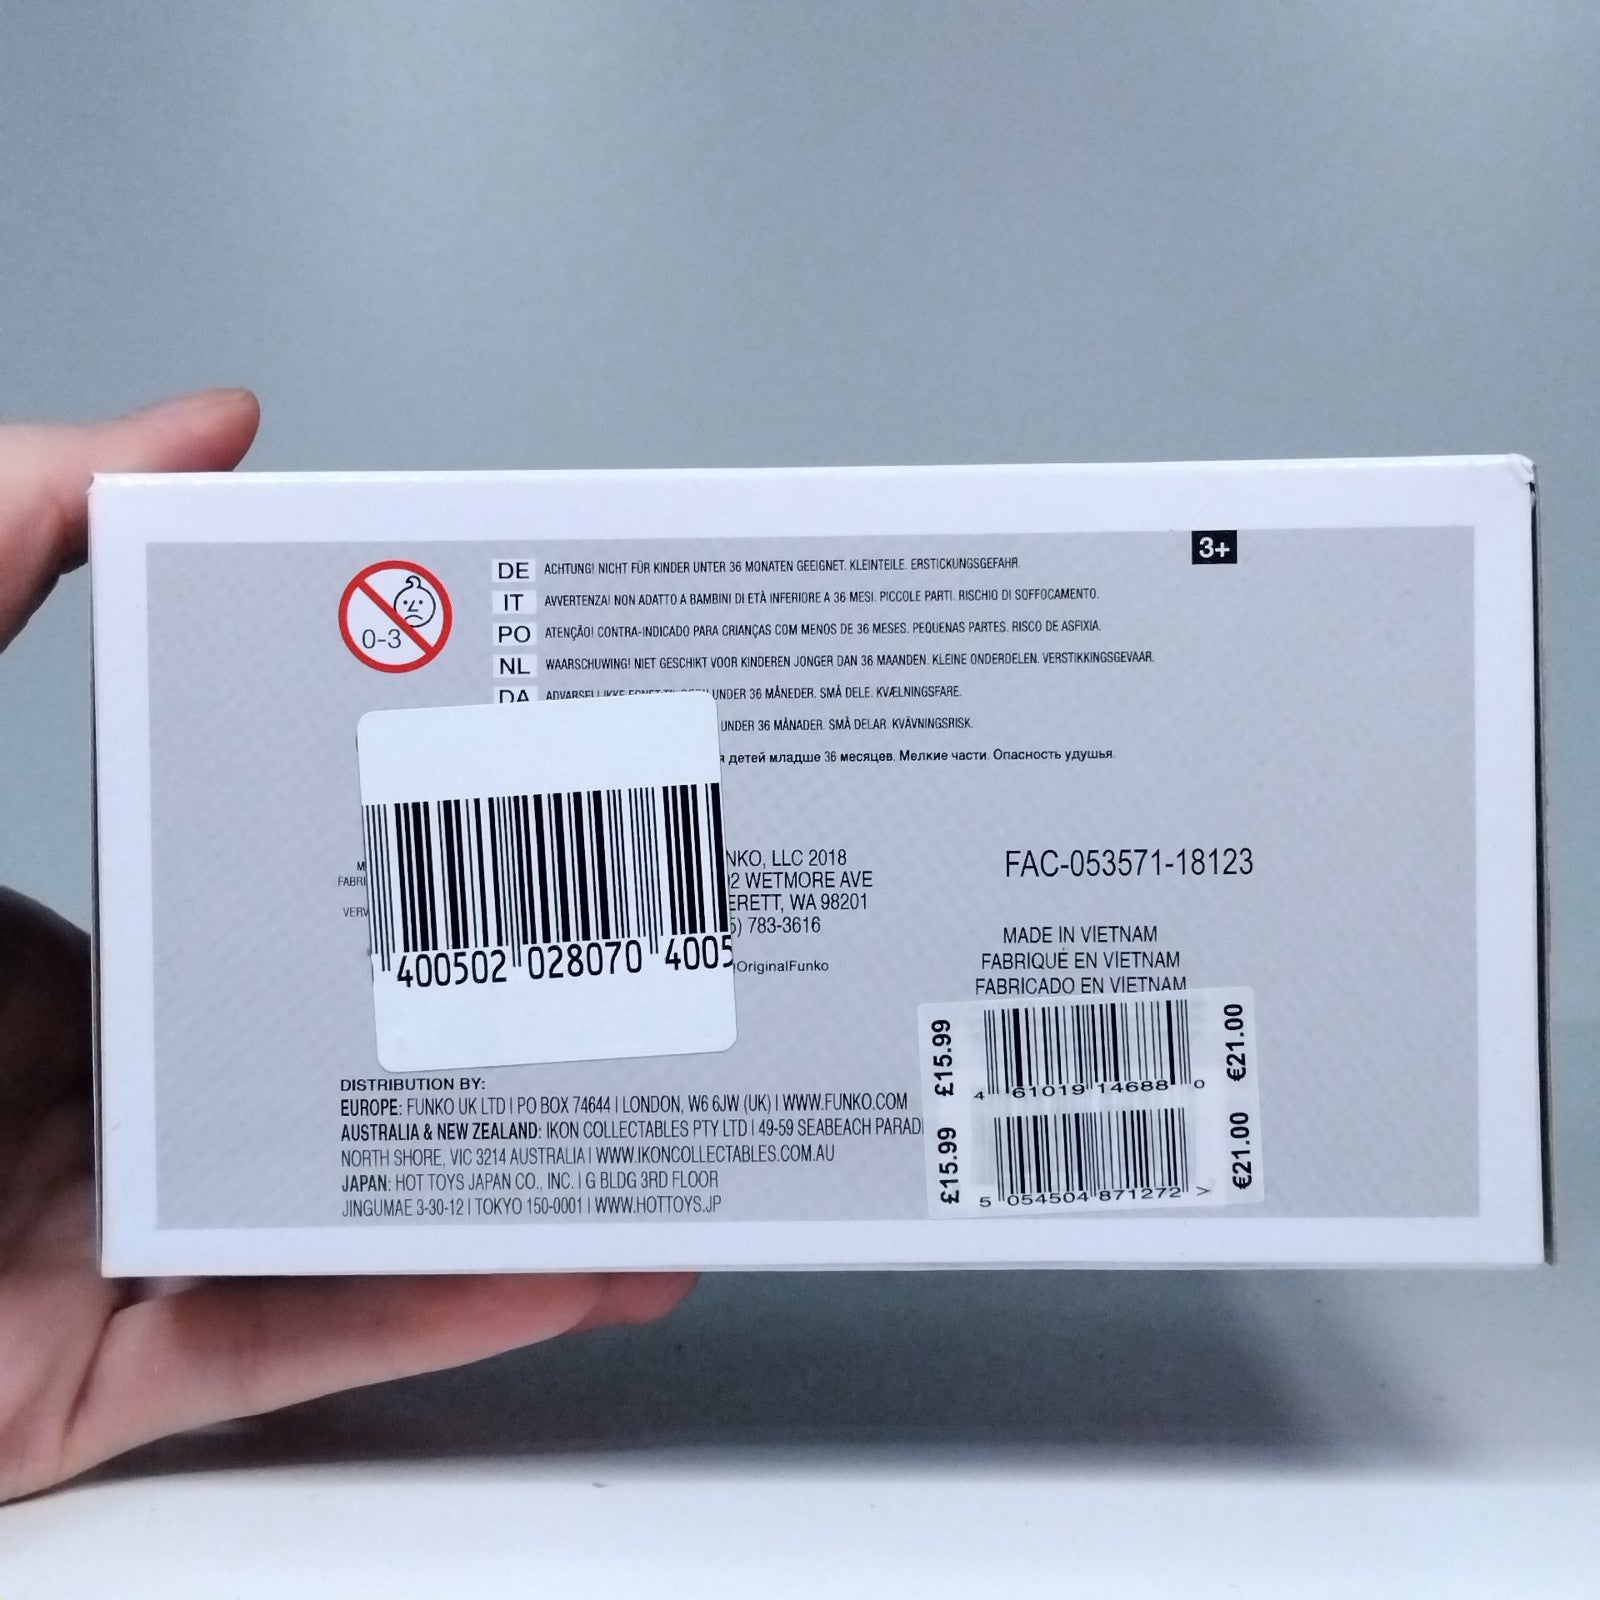 3+
0-3
DE ACHTUNG! NICHT FÜR KINDER UNTER 36 MONATEN GEEIGNET. KLEINTEILE. ERSTICKUNGSGEFAHR.
IT AVVERTENZA! NON ADATTO A BAMBINI DI ETÀ INFERIORE A 36 MESI. PICCOLE PARTI. RISCHIO DI SOFFOCAMENTO.
PO ATENÇÃO! CONTRA-INDICADO PARA CRIANÇAS COM MENOS DE 36 MESES. PEQUENAS PARTES. RISCO DE ASFIXIA.
NL WAARSCHUWING! NIET GESCHIKT VOOR KINDEREN JONGER DAN 36 MAANDEN. KLEINE ONDERDELEN. VERSTIKKINGSGEVAAR.
DA UNDER 36 MÅNEDER. SMÅ DELE. KVÆLNINGSFARE.
UNDER 36 MÅNADER. SMÅ DELAR. KVÄVNINGSRISK.
детей младше 36 месяцев. Мелкие части. Опасность удушья.
400502 028070 4005
NKO, LLC 2018
2 WETMORE AVE
ERETT, WA 98201
783-3616
OriginalFunko
FAC-053571-18123
MADE IN VIETNAM
FABRIQUÉ EN VIETNAM
FABRICADO EN VIETNAM
£15.99
4 61019 14688 0
€21.00
£15.99
5 054504 871272 >
€21.00
DISTRIBUTION BY:
EUROPE: FUNKO UK LTD | PO BOX 74644 | LONDON, W6 6JW (UK) | WWW.FUNKO.COM
AUSTRALIA & NEW ZEALAND: IKON COLLECTABLES PTY LTD | 49-59 SEABEACH PARAD
NORTH SHORE, VIC 3214 AUSTRALIA | WWW.IKONCOLLECTABLES.COM.AU
JAPAN: HOT TOYS JAPAN CO., INC. | G BLDG 3RD FLOOR
JINGUMAE 3-30-12 | TOKYO 150-0001 | WWW.HOTTOYS.JP